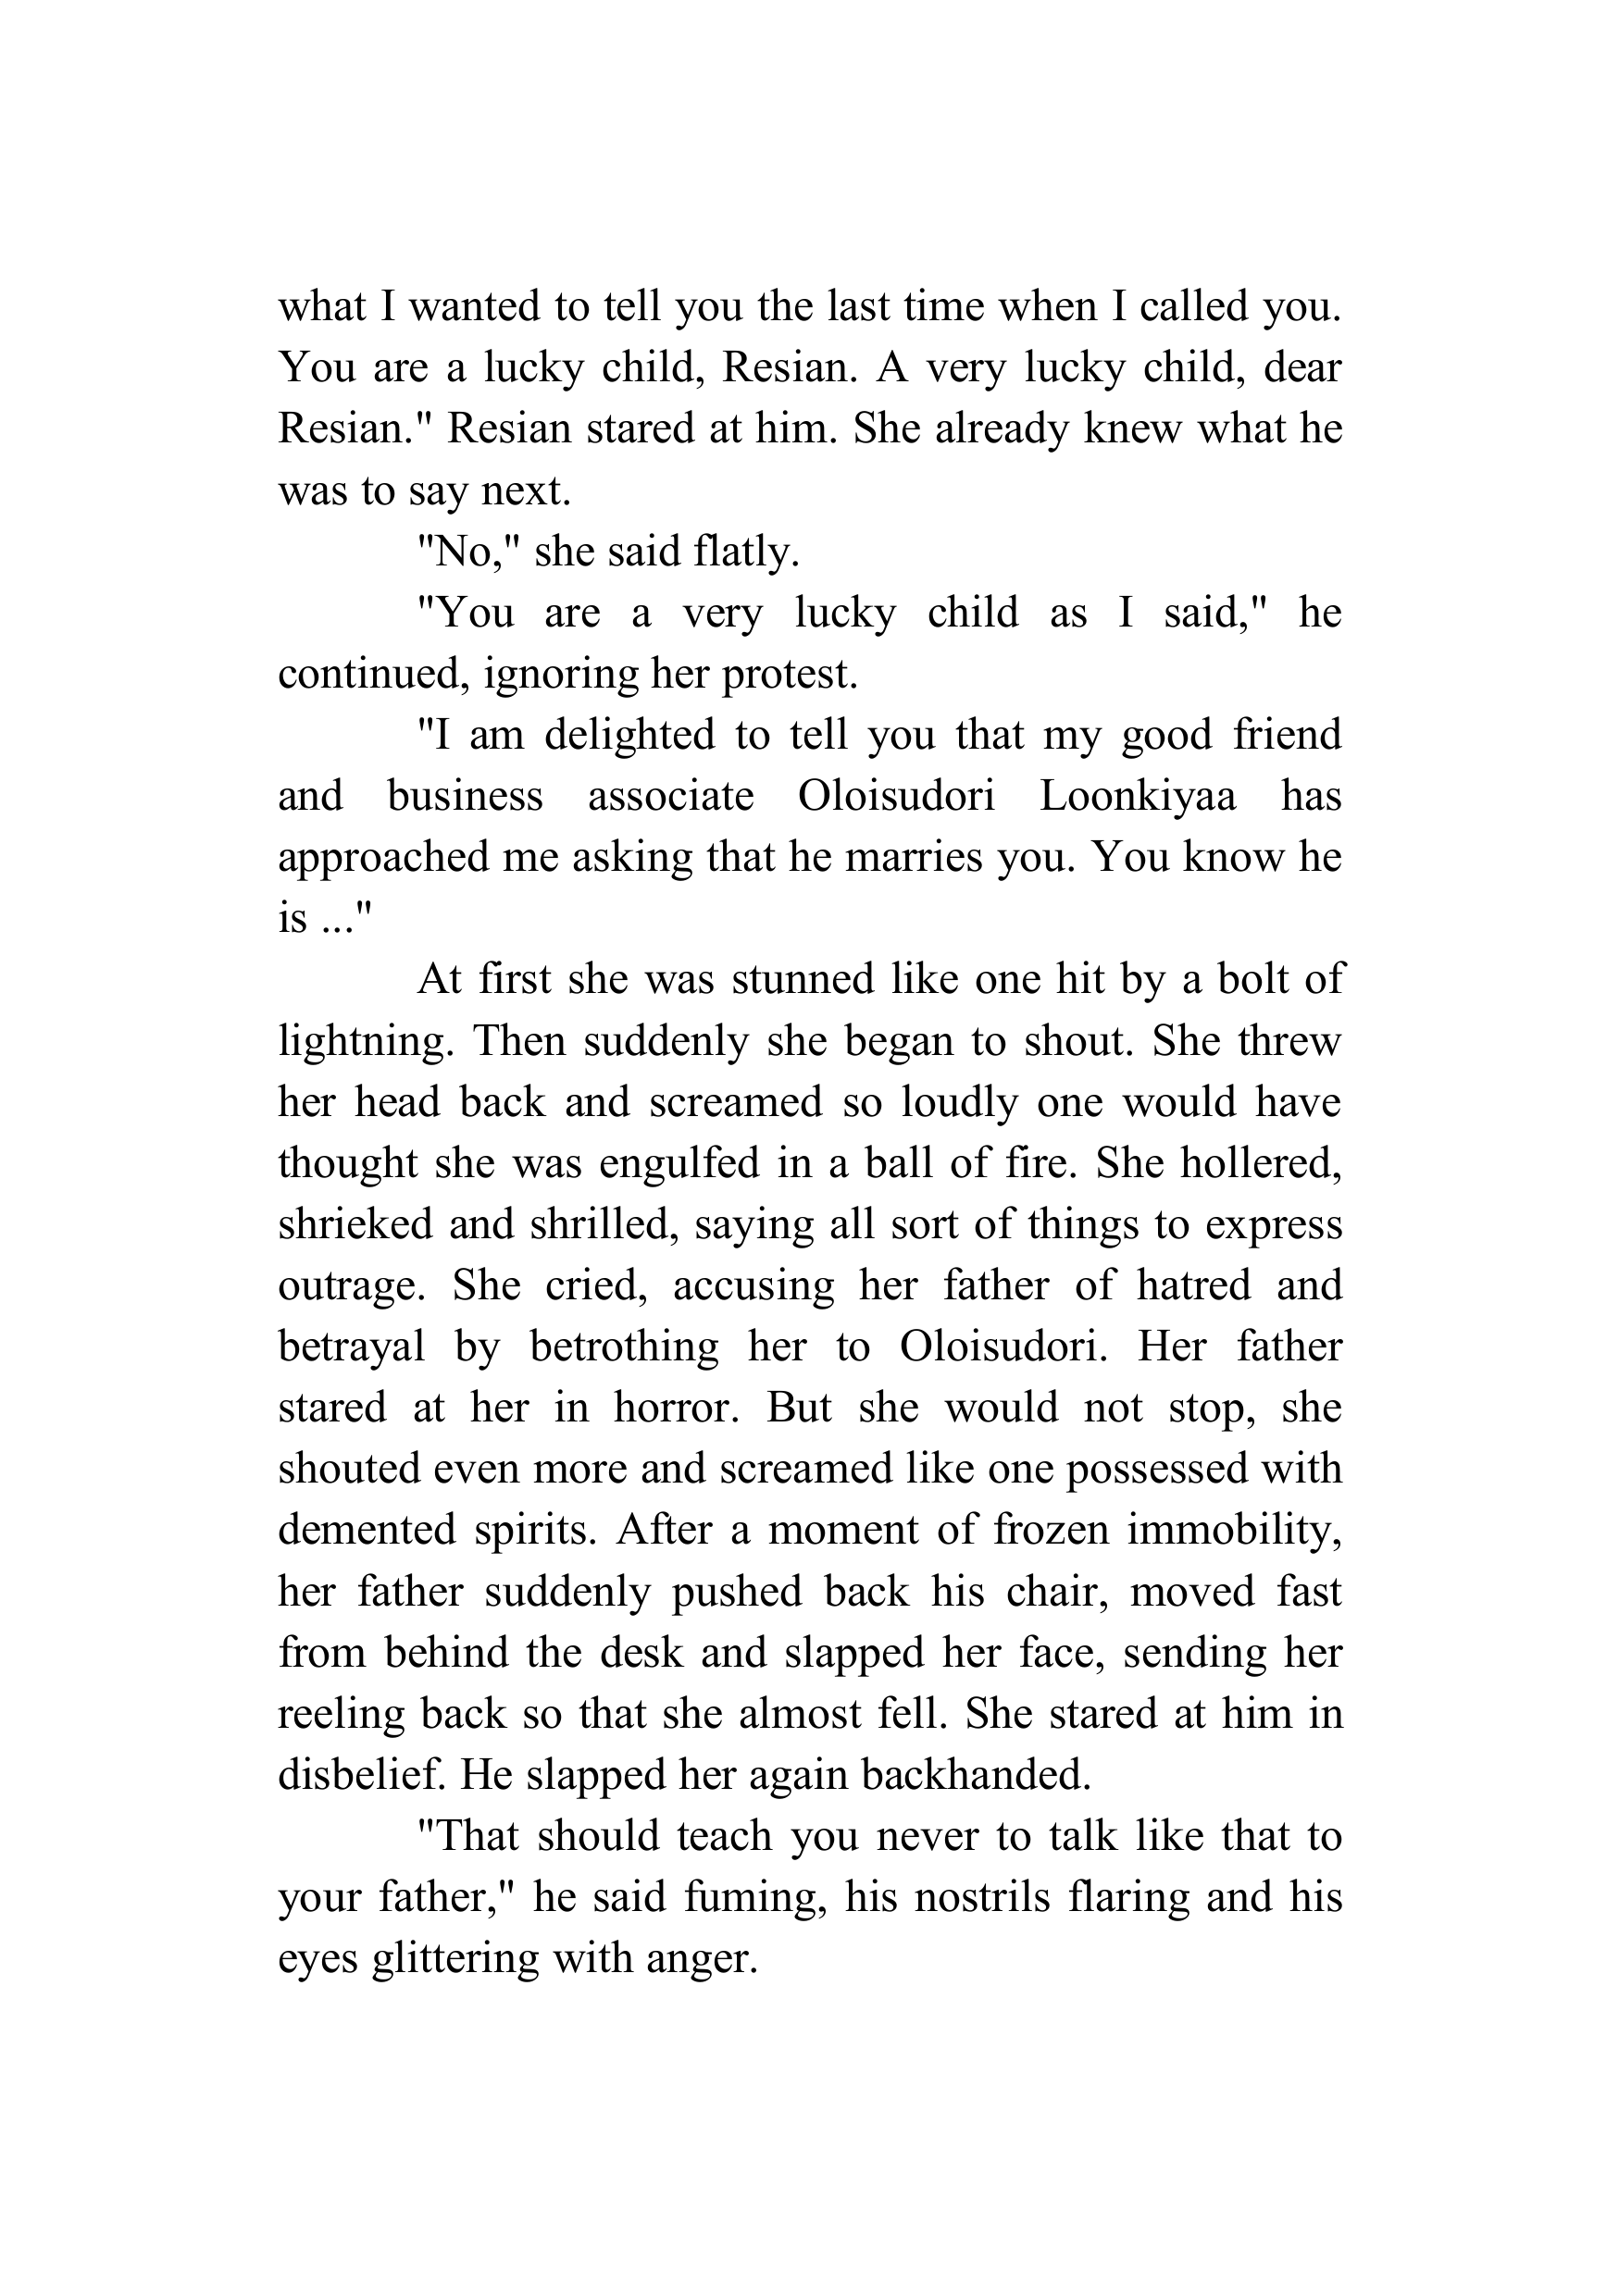 what I wanted to tell you the last time when I called you.
You are a lucky child, Resian. A very lucky child, dear
Resian." Resian stared at him. She already knew what he
was to say next.
"No," she said flatly.
"You are a very lucky child as I said," he
continued, ignoring her protest.
"I am delighted to tell you that my good friend
and business associate Oloisudori Loonkiyaa has
approached me asking that he marries you. You know he
is ..."
At first she was stunned like one hit by a bolt of
lightning. Then suddenly she began to shout. She threw
her head back and screamed so loudly one would have
thought she was engulfed in a ball of fire. She hollered,
shrieked and shrilled, saying all sort of things to express
outrage. She cried, accusing her father of hatred and
betrayal by betrothing her to Oloisudori. Her father
stared at her in horror. But she would not stop, she
shouted even more and screamed like one possessed with
demented spirits. After a moment of frozen immobility,
her father suddenly pushed back his chair, moved fast
from behind the desk and slapped her face, sending her
reeling back so that she almost fell. She stared at him in
disbelief. He slapped her again backhanded.
"That should teach you never to talk like that to
your father," he said fuming, his nostrils flaring and his
eyes glittering with anger.